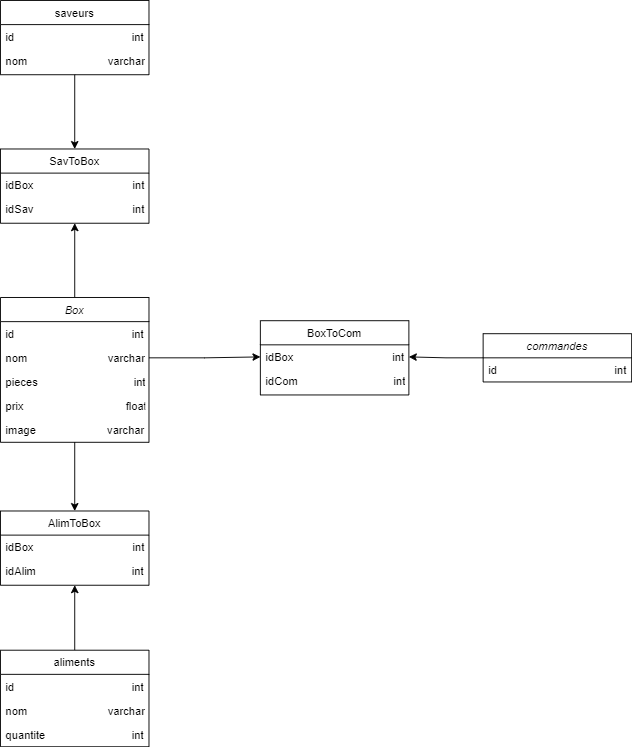 saveurs
id int
nom varchar
SavToBox
idBox int
idSav int
Box
id int
nom varchar
pieces int
prix float
image varchar
BoxToCom
idBox int
idCom int
commandes
id int
AlimToBox
idBox int
idAlim int
aliments
id int
nom varchar
quantite int